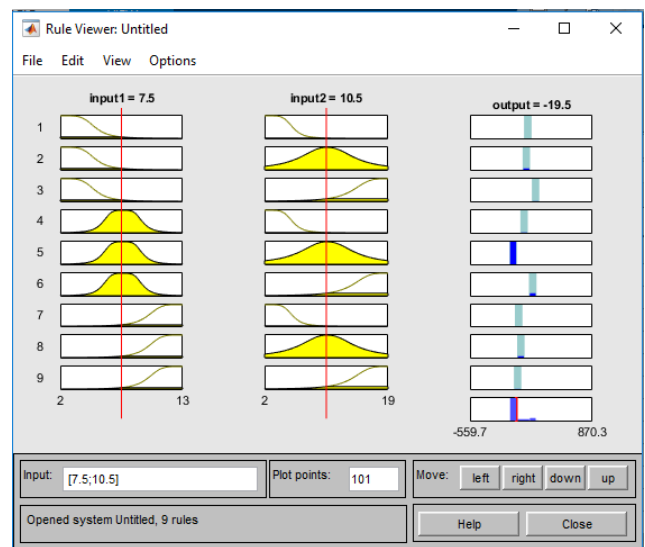 Rule Viewer: Untitled
File Edit View Options
input1 = 7.5 input2 = 10.5 output = -19.5
1
2
3
4
5
6
7
8
9
2 13 2 19
-559.7 870.3
Input: [7.5;10.5] Plot points: 101 Move: left right down up
Opened system Untitled, 9 rules Help Close